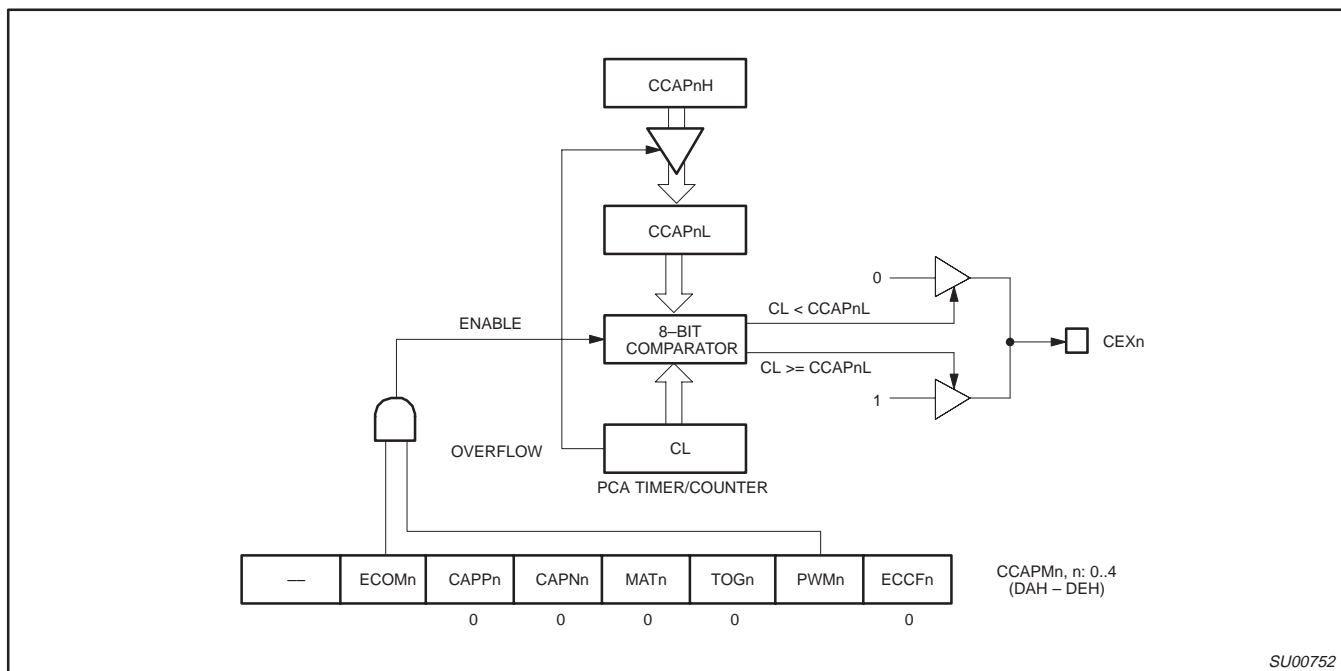 CCAPnH
CCAPnL
0
CL < CCAPnL
ENABLE
8–BIT
COMPARATOR
CEXn
CL >= CCAPnL
1
OVERFLOW
CL
PCA TIMER/COUNTER
–– ECOMn CAPPn CAPNn MATn TOGn PWMn ECCFn
CCAPMn, n: 0..4
(DAH – DEH)
0 0 0 0 0
SU00752